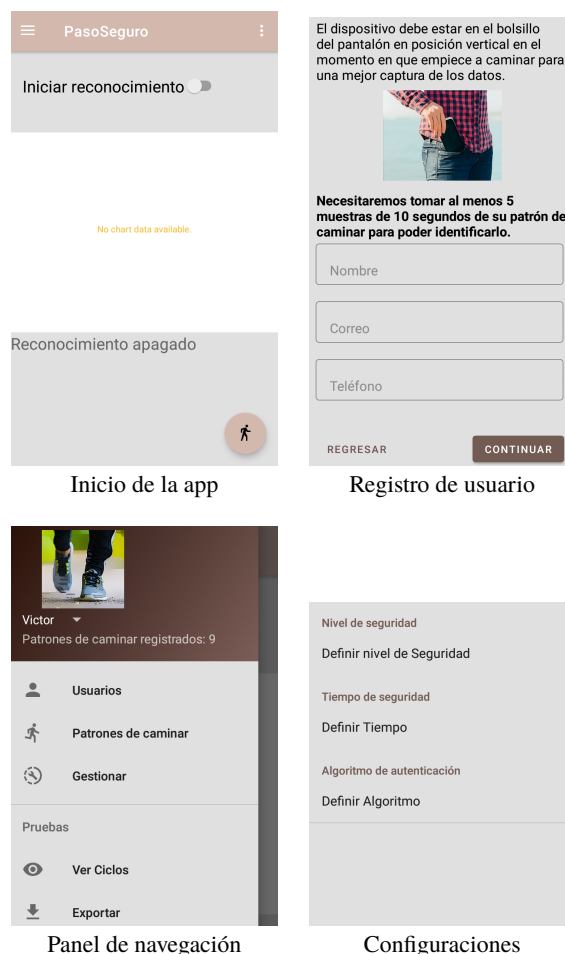 PasoSeguro
Iniciar reconocimiento
No chart data available.
Reconocimiento apagado
Inicio de la app
El dispositivo debe estar en el bolsillo
del pantalón en posición vertical en el
momento en que empiece a caminar para
una mejor captura de los datos.
Necesitaremos tomar al menos 5
muestras de 10 segundos de su patrón de
caminar para poder identificarlo.
Nombre
Correo
Teléfono
REGRESAR
CONTINUAR
Registro de usuario
Victor
Patrones de caminar registrados: 9
Usuarios
Patrones de caminar
Gestionar
Pruebas
Ver Ciclos
Exportar
Panel de navegación
Nivel de seguridad
Definir nivel de Seguridad
Tiempo de seguridad
Definir Tiempo
Algoritmo de autenticación
Definir Algoritmo
Configuraciones